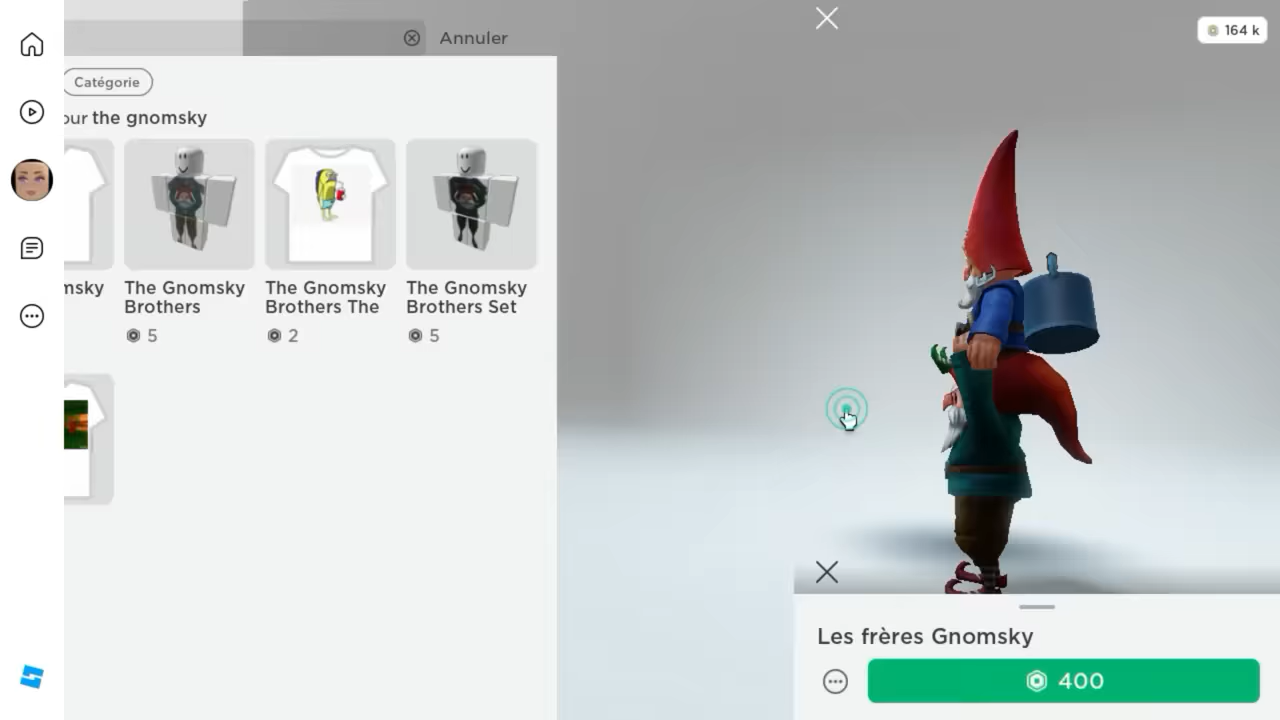 Annuler
164 k
Catégorie
our the gnomsky
msky
The Gnomsky
Brothers
5
The Gnomsky
Brothers The
2
The Gnomsky
Brothers Set
5
Les frères Gnomsky
400